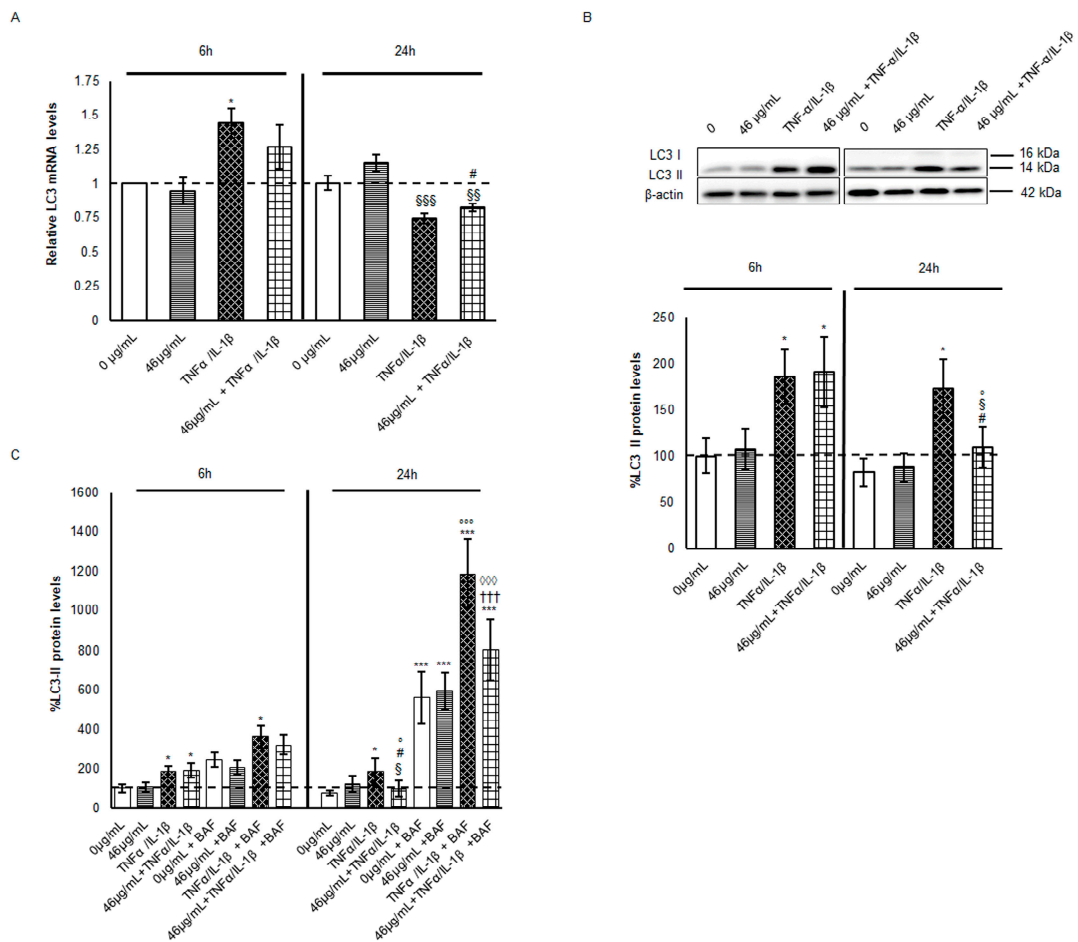 A
6h
24h
Relative LC3 mRNA levels
1.75
1.5
1.25
1
0.75
0.5
0.25
0
*
§§§
#
§§
0 µg/mL
46µg/mL
TNFα /IL-1β
46µg/mL + TNFα /IL-1β
0 µg/mL
46µg/mL
TNFα/IL-1β
46µg/mL + TNFα/IL-1β
B
0
46 µg/mL
TNF-α/IL-1β
46 µg/mL +TNF-α/IL-1β
0
46 µg/mL
TNF-α/IL-1β
46 µg/mL +TNF-α/IL-1β
LC3 I
LC3 II
β-actin
16 kDa
14 kDa
42 kDa
6h
24h
%LC3 II protein levels
250
200
150
100
50
0
*
*
*
°
§
#
0µg/mL
46µg/mL
TNFα/IL-1β
46µg/mL+TNFα/IL-1β
0µg/mL
46µg/mL
TNFα/IL-1β
46µg/mL+TNFα/IL-1β
C
6h
24h
%LC3-II protein levels
1600
1400
1200
1000
800
600
400
200
0
*
*
*
*
°
#
§
***
***
°°°
***
◊◊◊
†††
***
0µg/mL
46µg/mL
TNFα /IL-1β
46µg/mL+TNFα/IL-1β
0µg/mL + BAF
46µg/mL +BAF
TNFα/IL-1β + BAF
46µg/mL+TNFα/IL-1β +BAF
0µg/mL
46µg/mL
TNFα/IL-1β
46µg/mL+TNFα/IL-1β
0µg/mL + BAF
46µg/mL +BAF
TNFα /IL-1β + BAF
46µg/mL+TNFα/IL-1β +BAF